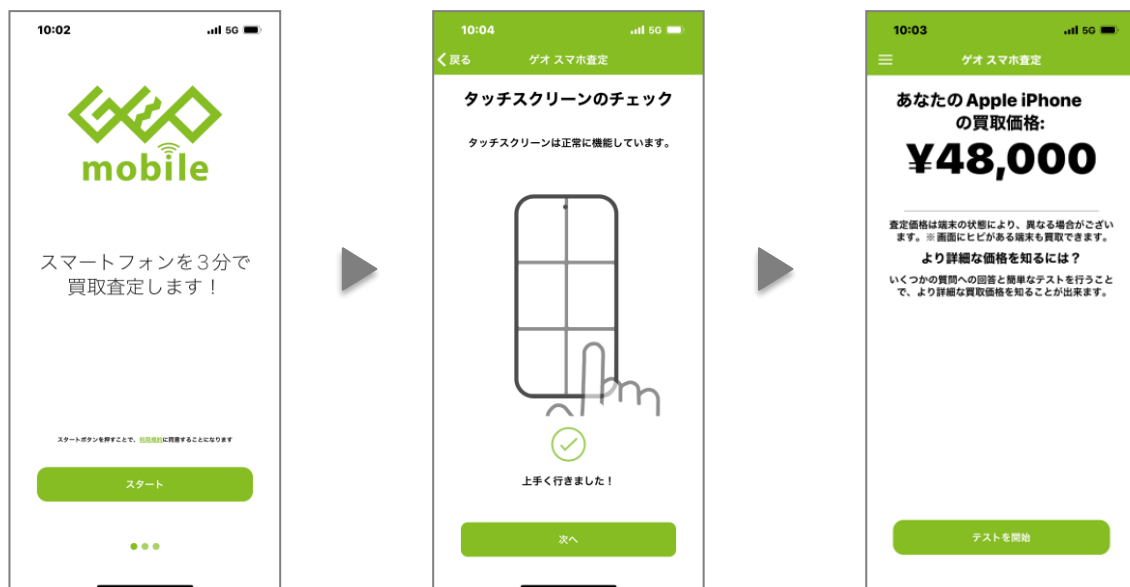 10:02
5G
GEO
mobile
スマートフォンを3分で
買取査定します！
スタートボタンを押すことで、利用規約に同意することになります
スタート
10:04
5G
戻る
ゲオ スマホ査定
タッチスクリーンのチェック
タッチスクリーンは正常に機能しています。
上手く行きました！
次へ
10:03
5G
ゲオ スマホ査定
あなたの Apple iPhone
の買取価格:
¥48,000
査定価格は端末の状態により、異なる場合がござい
ます。※画面にヒビがある端末も買取できます。
より詳細な価格を知るには？
いくつかの質問への回答と簡単なテストを行うこと
で、より詳細な買取価格を知ることが出来ます。
テストを開始